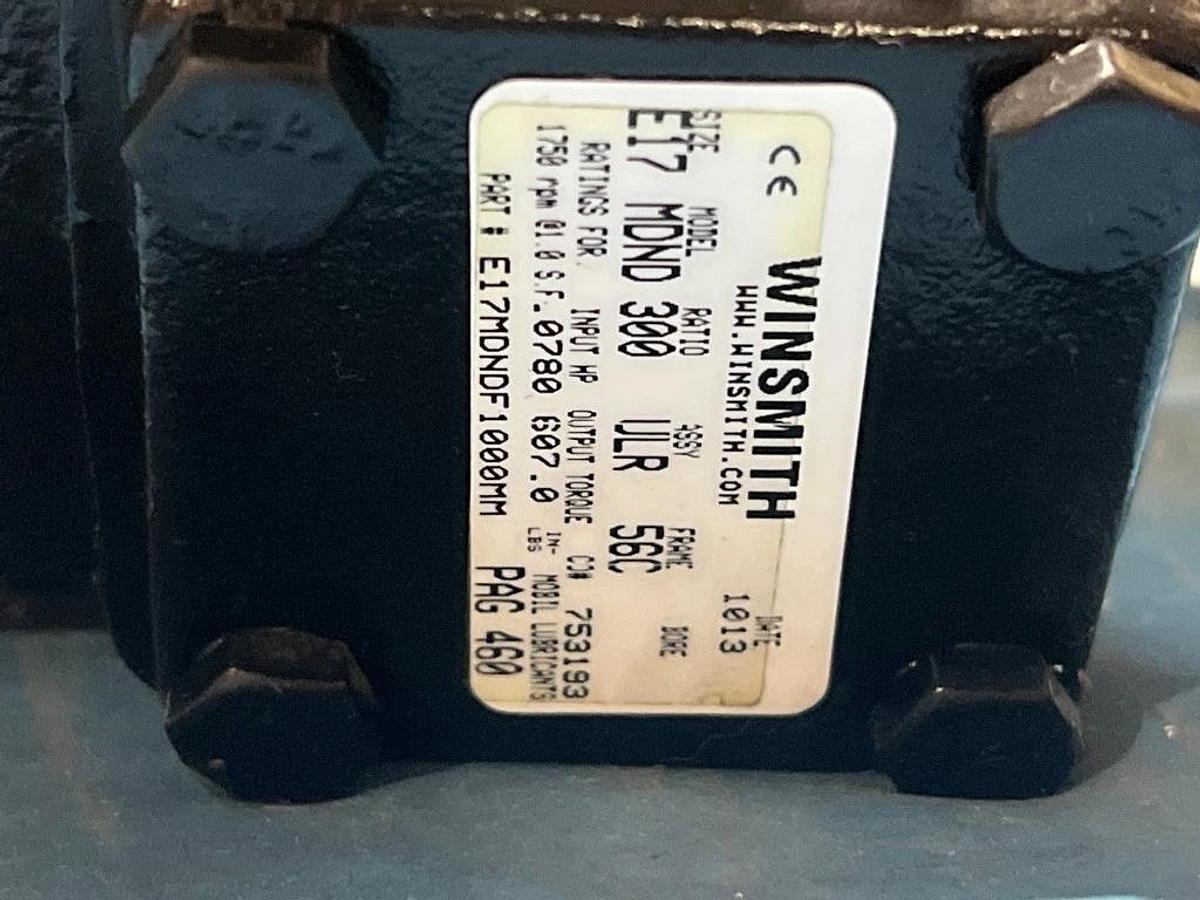 CE WINSMITH
WWW.WINSMITH.COM
DATE
1013
SIZE MODEL RATIO ASSY FRAME BORE
E17 MDND 300 ULR 56C
RATINGS FOR INPUT HP OUTPUT TORQUE CO# 753193
1750 rpm @1.0 S.F. .0780 607.0 IN-LBS MOBIL LUBRICANTS
PART # E17MDNDF1000MM PAG 460